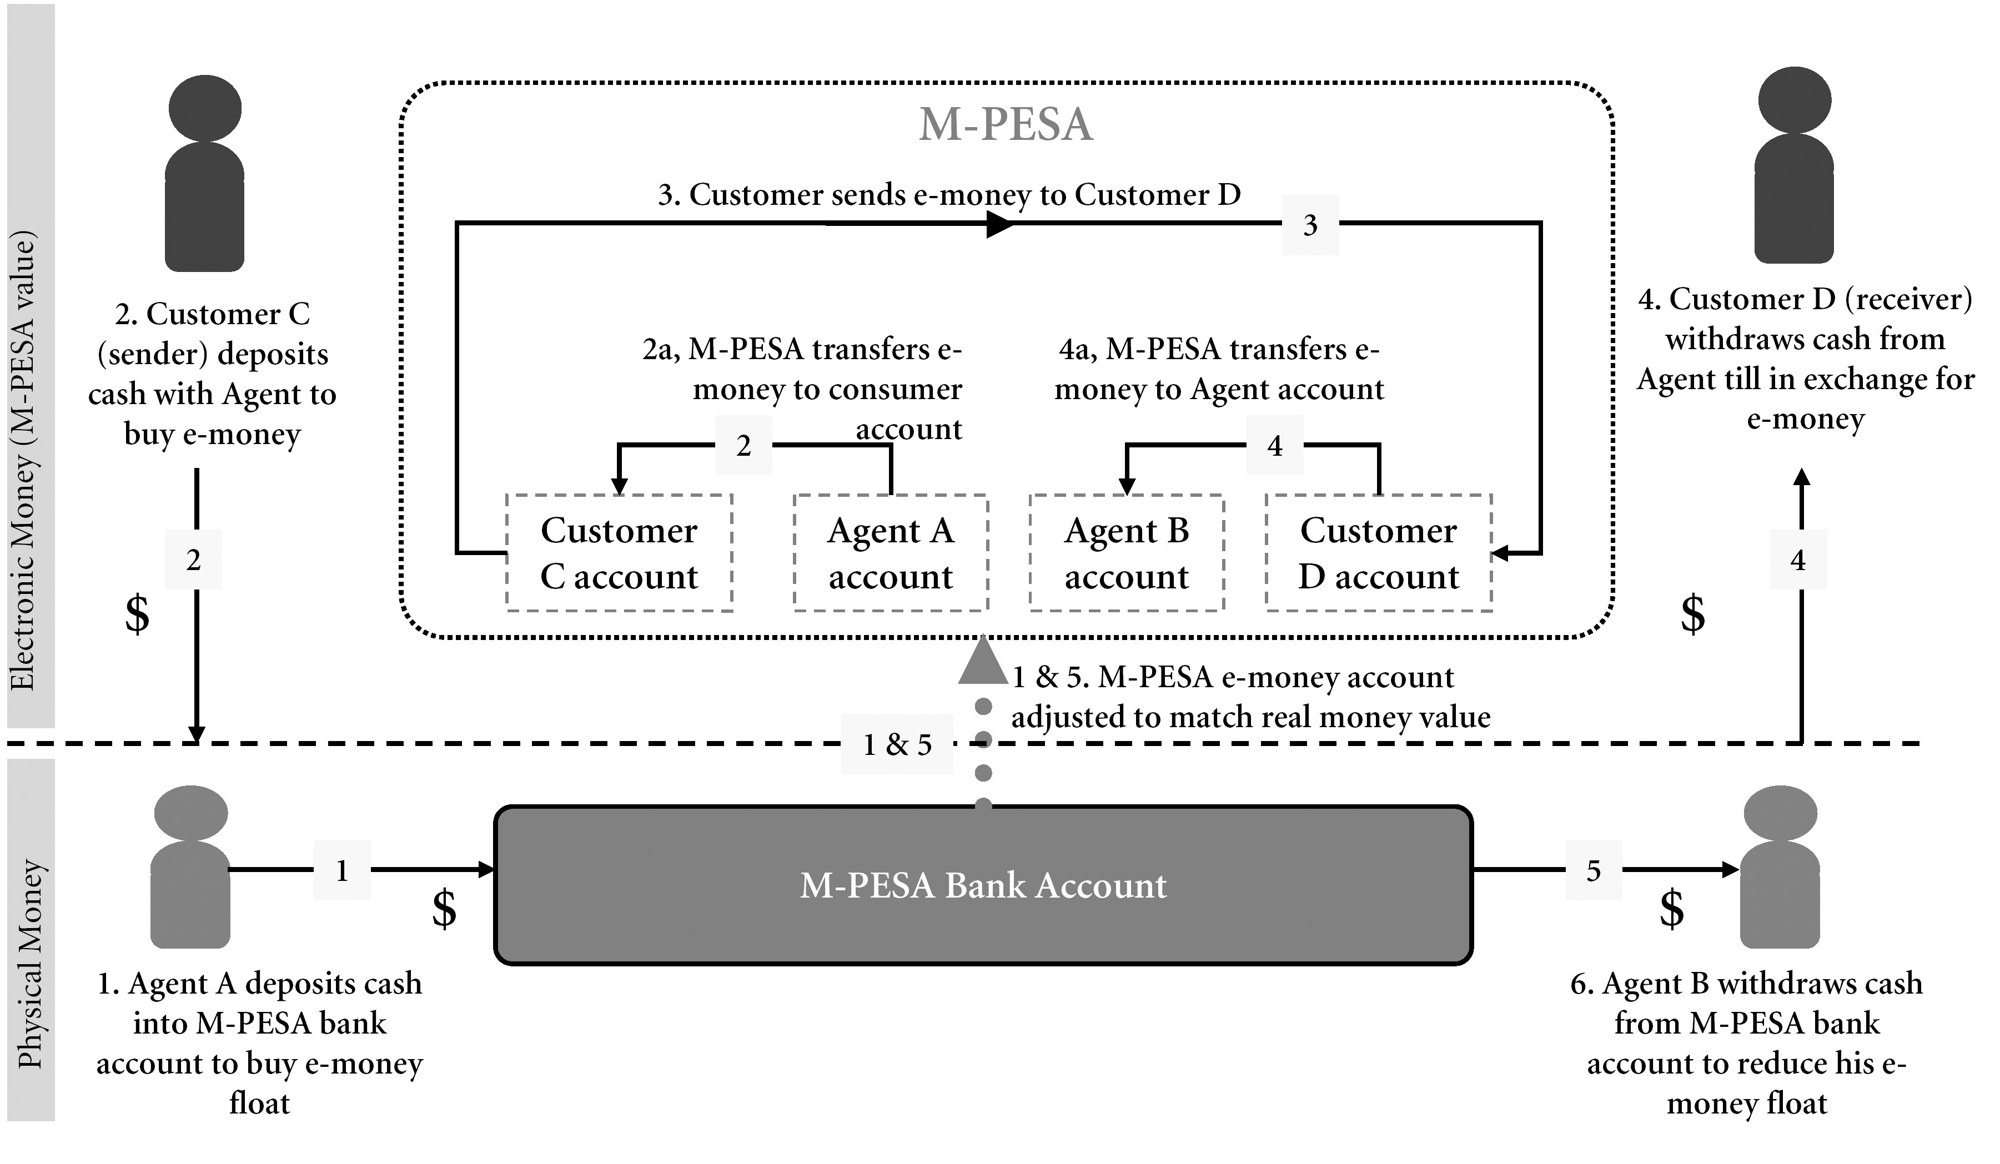 Electronic Money (M-PESA value)
M-PESA
3. Customer sends e-money to Customer D
3
2. Customer C
(sender) deposits
cash with Agent to
buy e-money
2a, M-PESA transfers e-
money to consumer
account
4a, M-PESA transfers e-
money to Agent account
4. Customer D (receiver)
withdraws cash from
Agent till in exchange for
e-money
2
4
Customer
C account
Agent A
account
Agent B
account
Customer
D account
2
$
4
$
1 & 5. M-PESA e-money account
adjusted to match real money value
1 & 5
Physical Money
1
$
M-PESA Bank Account
5
$
1. Agent A deposits cash
into M-PESA bank
account to buy e-money
float
6. Agent B withdraws cash
from M-PESA bank
account to reduce his e-
money float